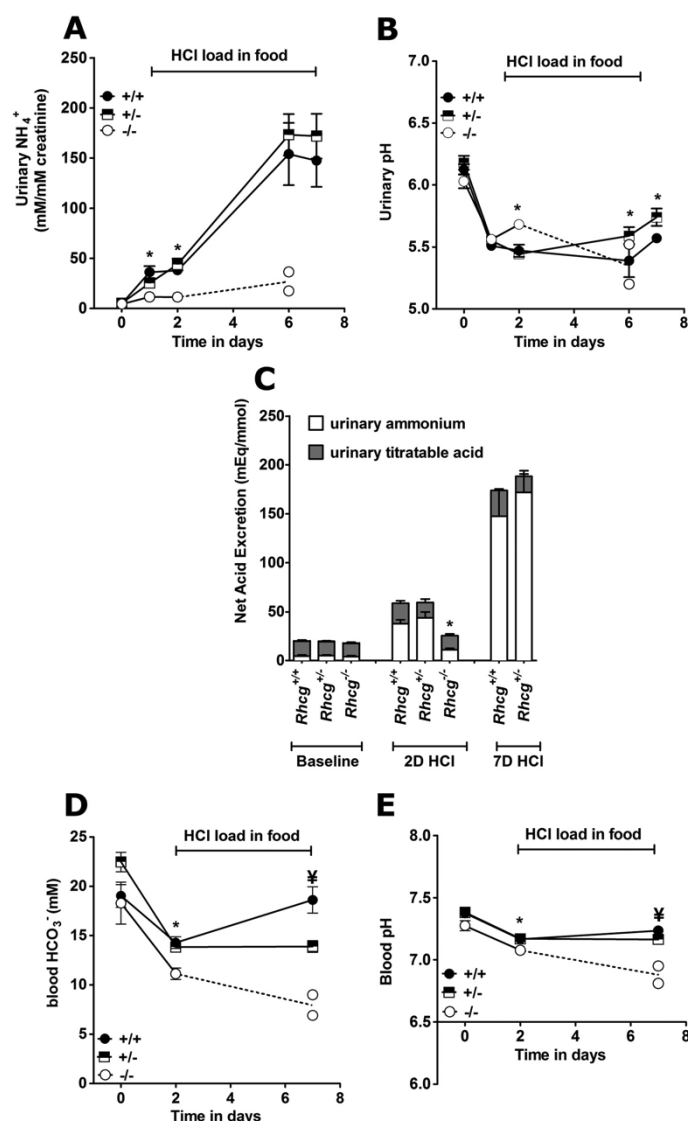 A
HCl load in food
250
200
150
100
50
0
Urinary NH₄⁺
(mM/mM creatinine)
+/+
+/-
-/-
*
*
0 2 4 6 8
Time in days
B
HCl load in food
6.0
6.5
5.5
5.0
Urinary pH
+/+
+/-
-/-
*
*
*
0 2 4 6 8
Time in days
C
250
200
150
100
50
0
Net Acid Excretion (mEq/mmol)
urinary ammonium
urinary titratable acid
*
Rhcg+/+
Rhcg+/-
Rhcg-/-
Rhcg+/+
Rhcg+/-
Rhcg-/-
Rhcg+/+
Rhcg+/-
Baseline
2D HCl
7D HCl
D
HCl load in food
25
20
15
10
5
0
blood HCO₃⁻ (mM)
*
¥
+/+
+/-
-/-
0 2 4 6 8
Time in days
E
HCl load in food
8.0
7.5
7.0
6.5
6.0
Blood pH
*
¥
+/+
+/-
-/-
0 2 4 6 8
Time in days